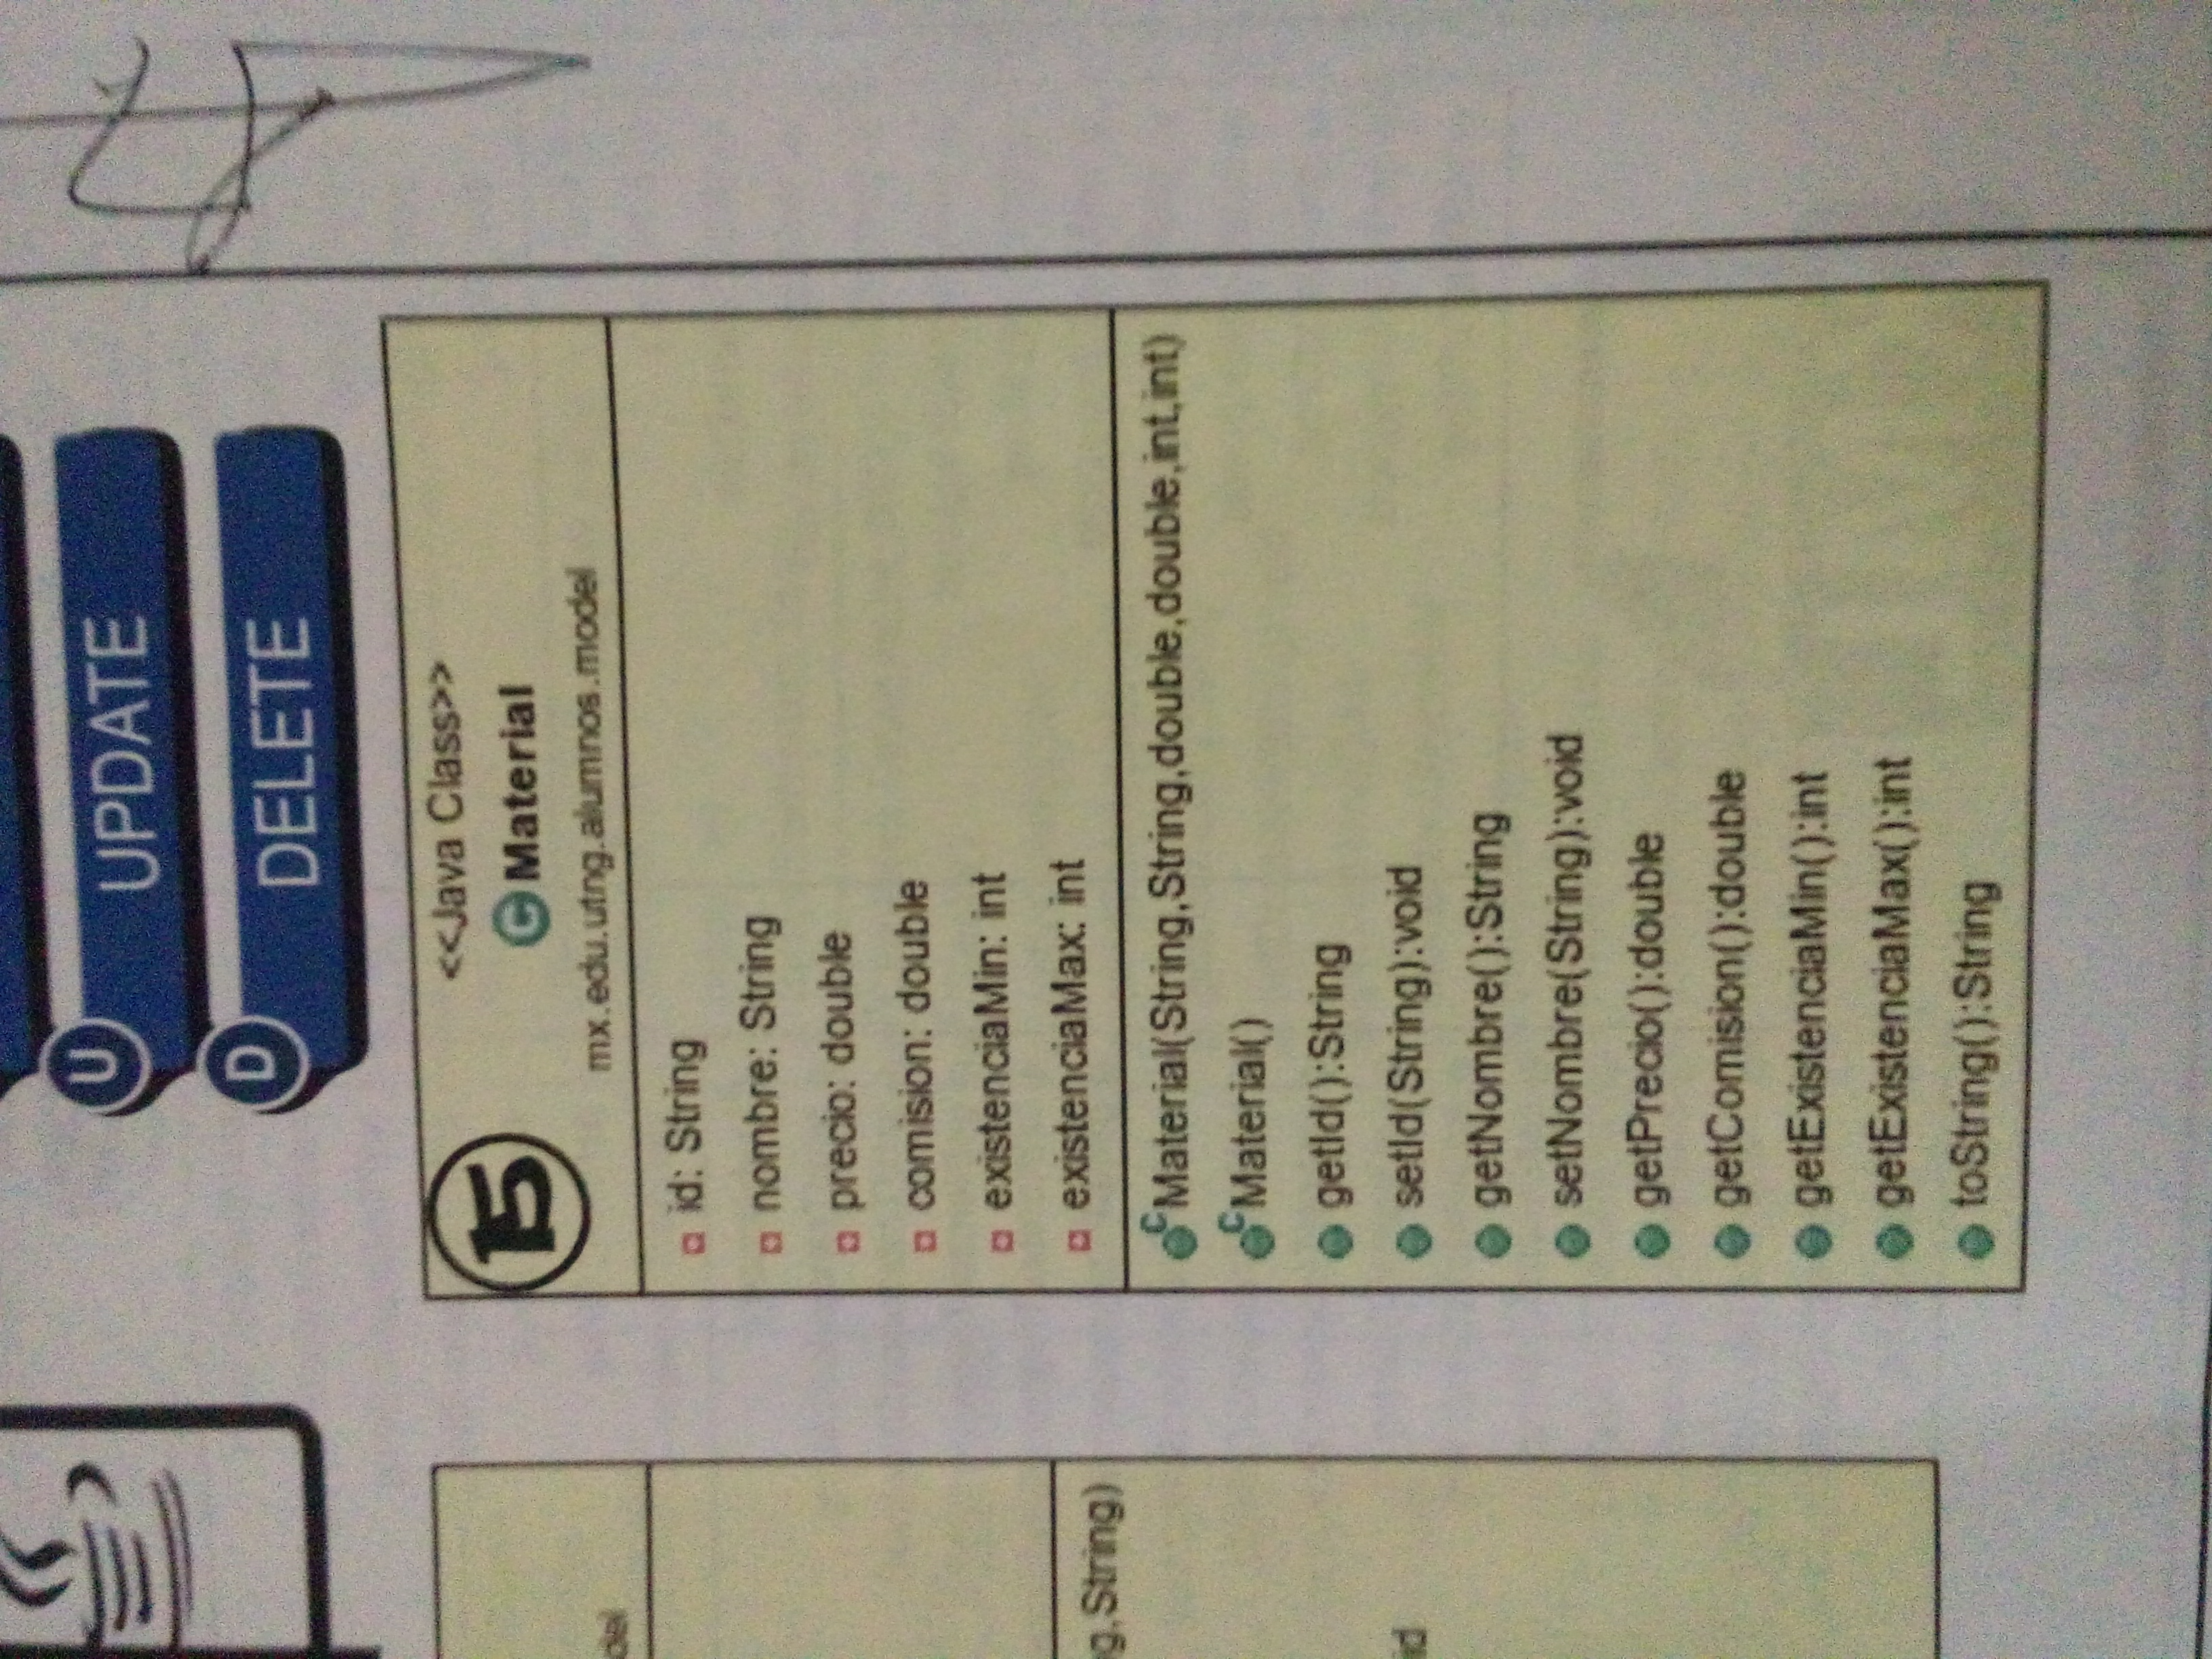 U UPDATE
D DELETE
15
<<Java Class>>
C Material
mx.edu.utng.alumnos.model
id: String
nombre: String
precio: double
comision: double
existenciaMin: int
existenciaMax: int
C Material(String,String,double,double,int,int)
C Material()
getId():String
setId(String):void
getNombre():String
setNombre(String):void
getPrecio():double
getComision():double
getExistenciaMin():int
getExistenciaMax():int
toString():String
del
g,String)
id